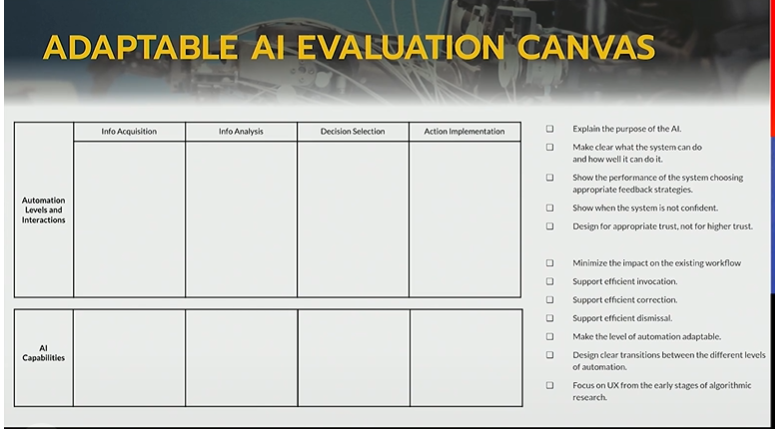 ADAPTABLE AI EVALUATION CANVAS
Info Acquisition
Info Analysis
Decision Selection
Action Implementation
Automation
Levels and
Interactions
AI
Capabilities
Explain the purpose of the AI.
Make clear what the system can do
and how well it can do it.
Show the performance of the system choosing
appropriate feedback strategies.
Show when the system is not confident.
Design for appropriate trust, not for higher trust.
Minimize the impact on the existing workflow
Support efficient invocation.
Support efficient correction.
Support efficient dismissal.
Make the level of automation adaptable.
Design clear transitions between the different levels
of automation.
Focus on UX from the early stages of algorithmic
research.